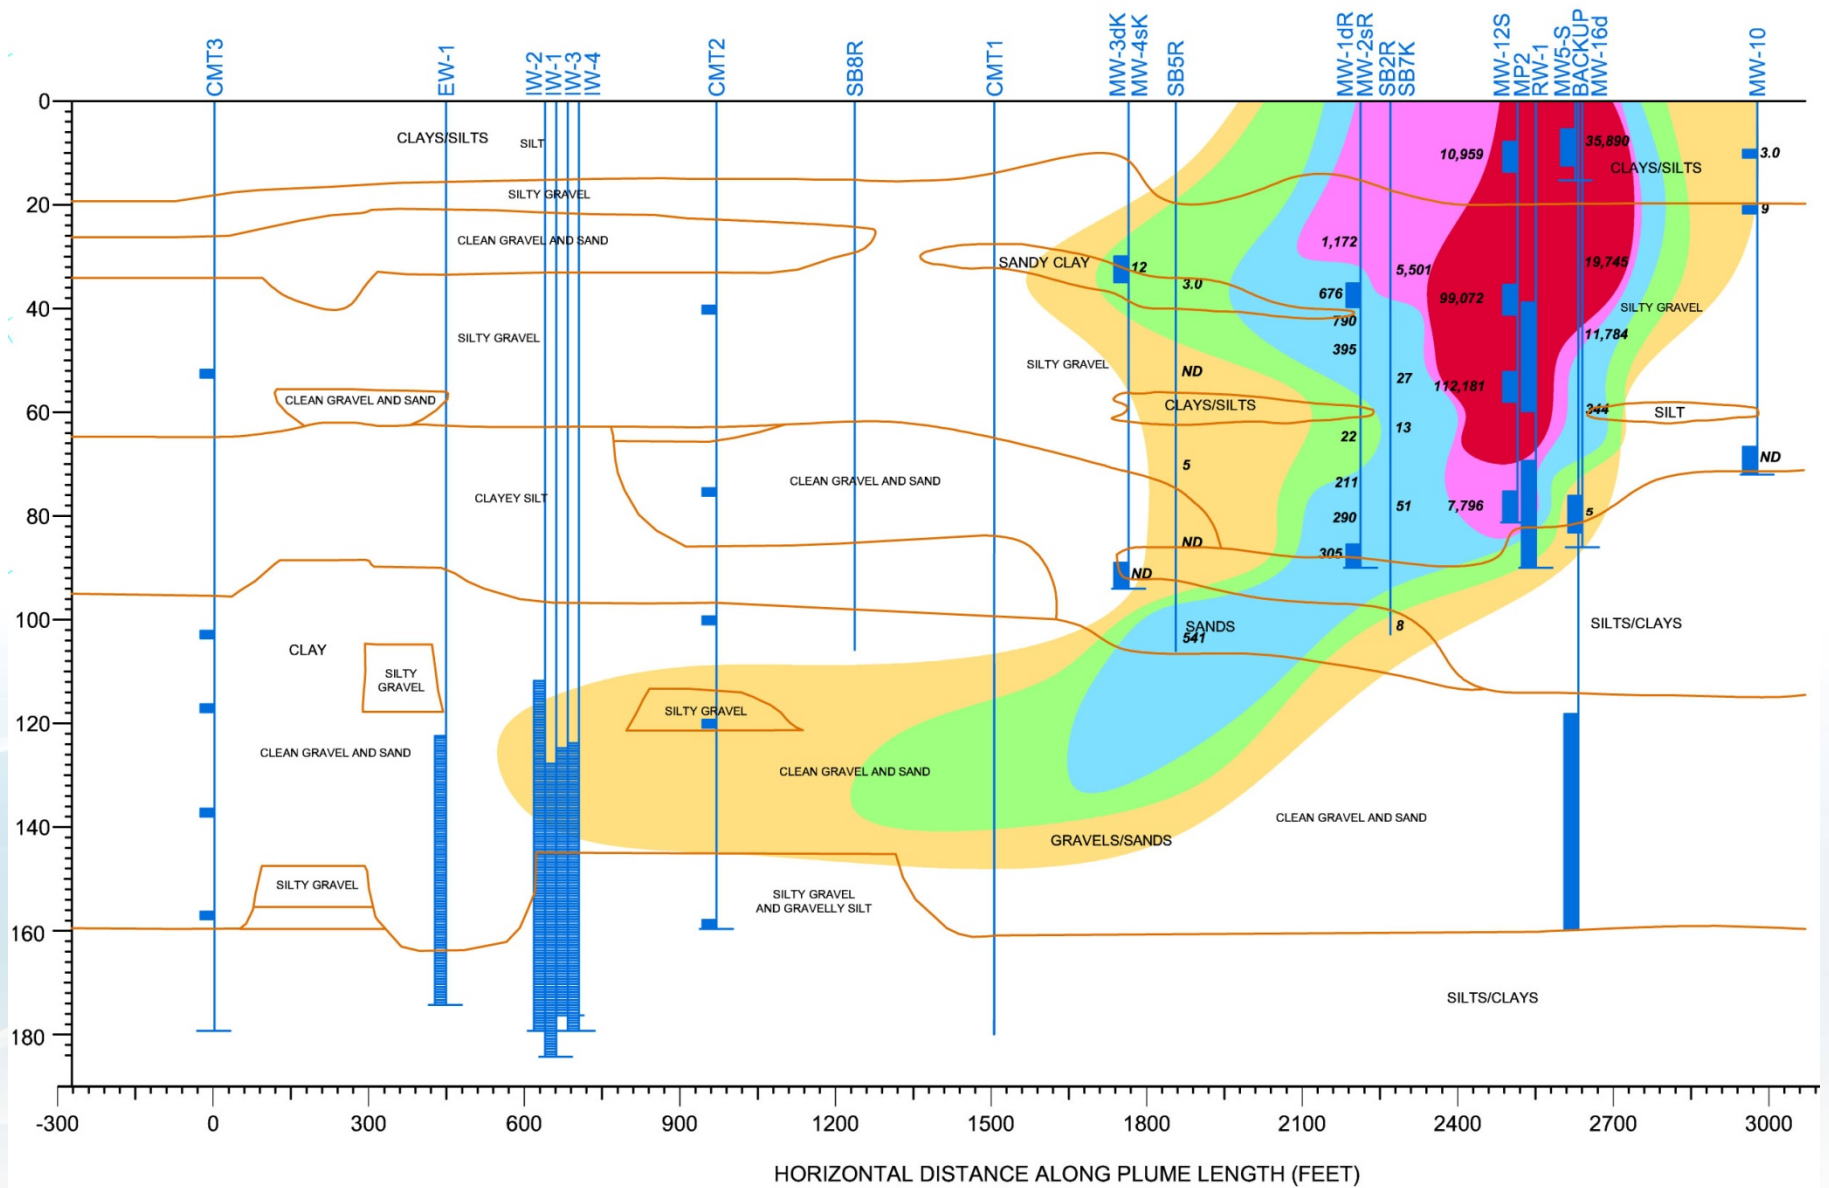 CMT3
EW-1
IW-2
IW-1
IW-3
IW-4
CMT2
SB8R
CMT1
MW-3dK
MW-4sK
SB5R
MW-1dR
MW-2sR
SB2R
SB7K
MW-12S
MP2
RW-1
MW5-S
BACKUP
MW-16d
MW-10
0
CLAYS/SILTS
SILT
10,959
35,890
3.0
CLAYS/SILTS
SILTY GRAVEL
20
9
CLEAN GRAVEL AND SAND
1,172
SANDY CLAY
12
5,501
19,745
3.0
676
99,072
40
SILTY GRAVEL
790
11,784
SILTY GRAVEL
395
SILTY GRAVEL
ND
27
112,181
CLEAN GRAVEL AND SAND
CLAYS/SILTS
344
SILT
60
13
22
ND
5
CLEAN GRAVEL AND SAND
211
CLAYEY SILT
51
7,796
5
80
290
ND
305
ND
100
SANDS
8
SILTS/CLAYS
541
CLAY
SILTY
GRAVEL
SILTY GRAVEL
120
CLEAN GRAVEL AND SAND
CLEAN GRAVEL AND SAND
CLEAN GRAVEL AND SAND
140
GRAVELS/SANDS
SILTY GRAVEL
SILTY GRAVEL
AND GRAVELLY SILT
160
SILTS/CLAYS
180
-300
0
300
600
900
1200
1500
1800
2100
2400
2700
3000
HORIZONTAL DISTANCE ALONG PLUME LENGTH (FEET)